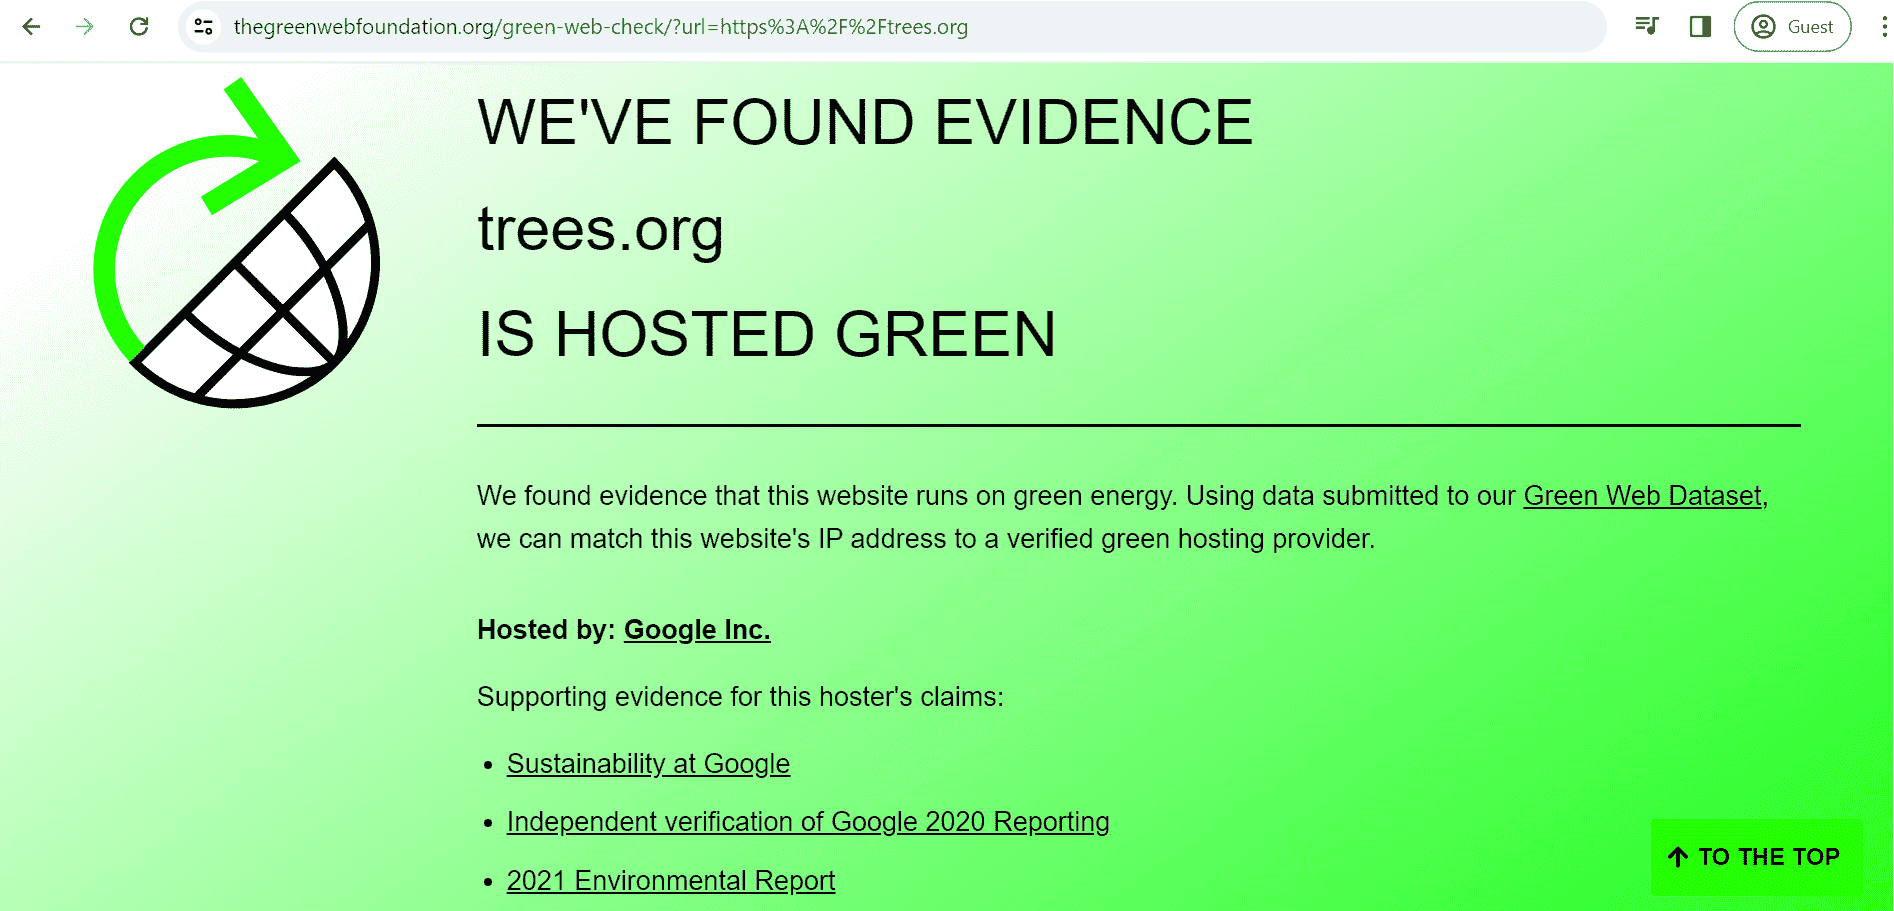 thegreenwebfoundation.org/green-web-check/?url=https%3A%2F%2Ftrees.org
Guest
WE'VE FOUND EVIDENCE
trees.org
IS HOSTED GREEN
We found evidence that this website runs on green energy. Using data submitted to our Green Web Dataset,
we can match this website's IP address to a verified green hosting provider.
Hosted by: Google Inc.
Supporting evidence for this hoster's claims:
• Sustainability at Google
• Independent verification of Google 2020 Reporting
• 2021 Environmental Report
TO THE TOP